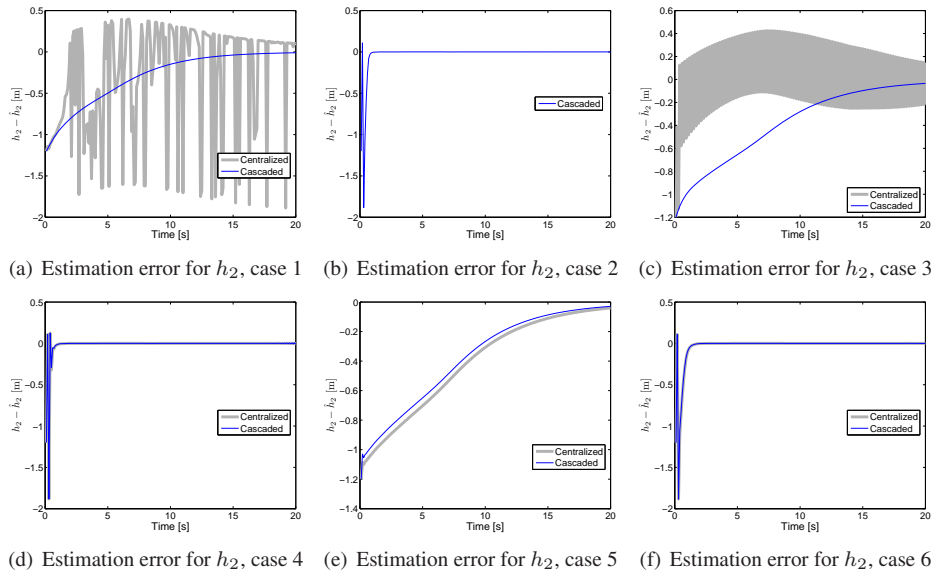 0.5
0
−0.5
−1
−1.5
−2
h₂ − ĥ₂ [m]
0 5 10 15 20
Time [s]
Centralized
Cascaded
(a) Estimation error for h₂, case 1
0.5
0
−0.5
−1
−1.5
−2
h₂ − ĥ₂ [m]
0 5 10 15 20
Time [s]
Cascaded
(b) Estimation error for h₂, case 2
0.6
0.4
0.2
0
−0.2
−0.4
−0.6
−0.8
−1
−1.2
h₂ − ĥ₂ [m]
0 5 10 15 20
Time [s]
Centralized
Cascaded
(c) Estimation error for h₂, case 3
0.5
0
−0.5
−1
−1.5
−2
h₂ − ĥ₂ [m]
0 5 10 15 20
Time [s]
Centralized
Cascaded
(d) Estimation error for h₂, case 4
0
−0.2
−0.4
−0.6
−0.8
−1
−1.2
−1.4
h₂ − ĥ₂ [m]
0 5 10 15 20
Time [s]
Centralized
Cascaded
(e) Estimation error for h₂, case 5
0.5
0
−0.5
−1
−1.5
−2
h₂ − ĥ₂ [m]
0 5 10 15 20
Time [s]
Centralized
Cascaded
(f) Estimation error for h₂, case 6